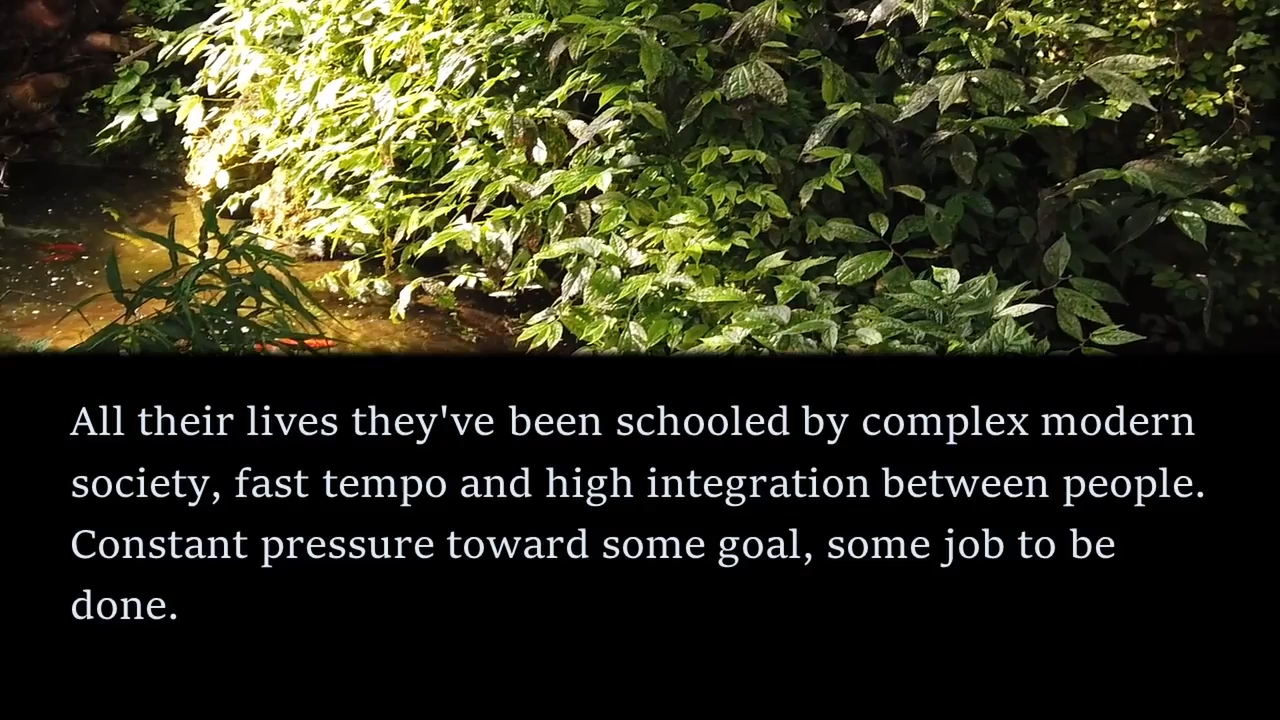 All their lives they've been schooled by complex modern
society, fast tempo and high integration between people.
Constant pressure toward some goal, some job to be
done.